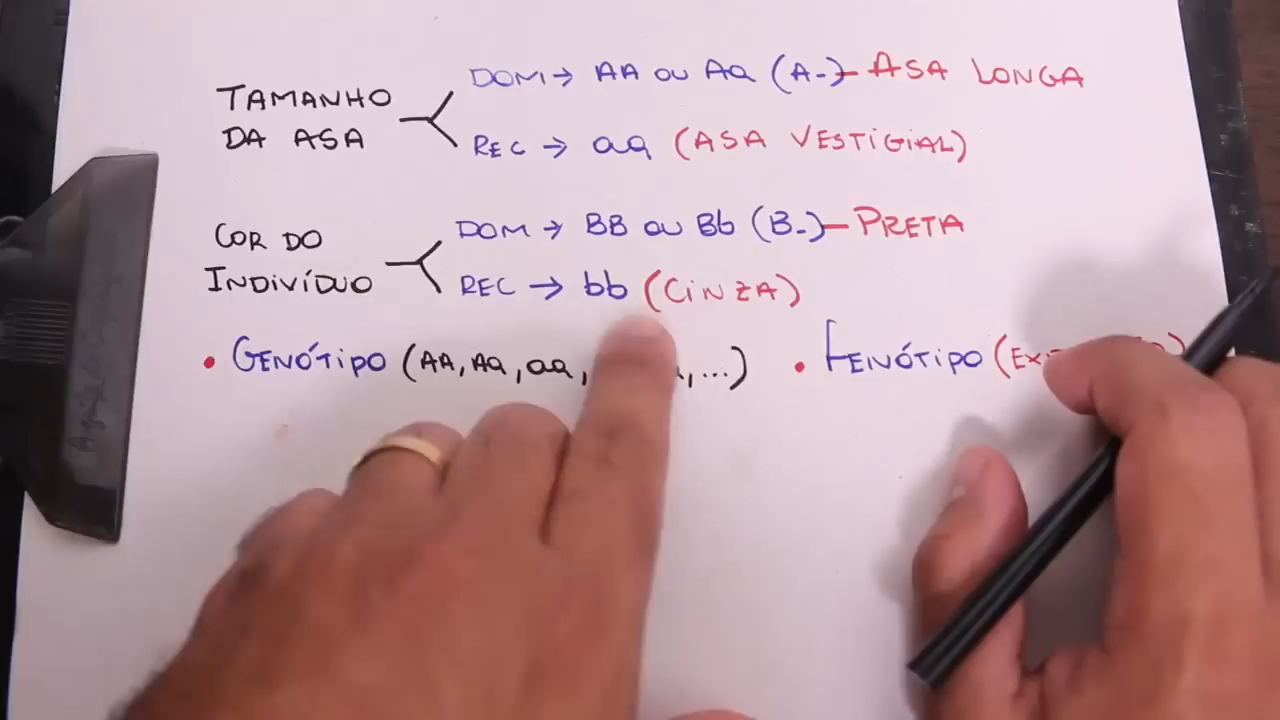 TAMANHO
DA ASA
DOM → AA ou Aa (A-) - ASA LONGA
REC → aa (ASA VESTIGIAL)
COR DO
INDIVÍDUO
DOM → BB ou Bb (B-) - PRETA
REC → bb (CINZA)
• GENÓTIPO (AA, Aa, aa, ...)
• FENÓTIPO